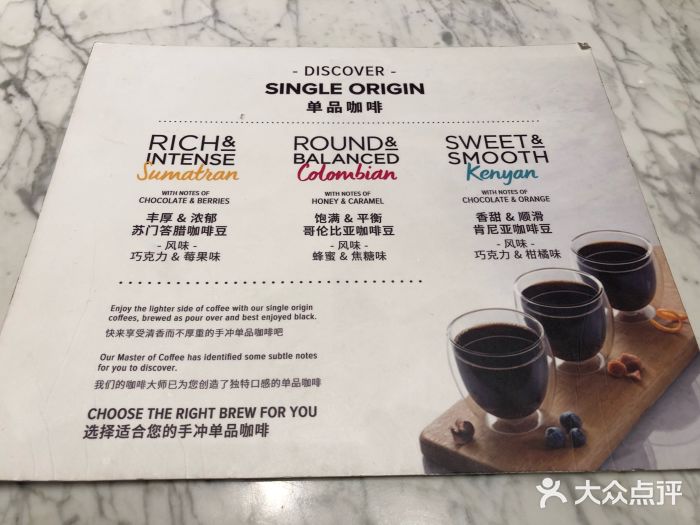 - DISCOVER -
SINGLE ORIGIN
单品咖啡
RICH &
INTENSE
Sumatran
WITH NOTES OF
CHOCOLATE & BERRIES
丰厚 & 浓郁
苏门答腊咖啡豆
- 风味 -
巧克力 & 莓果味
ROUND &
BALANCED
Colombian
WITH NOTES OF
HONEY & CARAMEL
饱满 & 平衡
哥伦比亚咖啡豆
- 风味 -
蜂蜜 & 焦糖味
SWEET &
SMOOTH
Kenyan
WITH NOTES OF
CHOCOLATE & ORANGE
香甜 & 顺滑
肯尼亚咖啡豆
- 风味 -
巧克力 & 柑橘味
Enjoy the lighter side of coffee with our single origin
coffees, brewed as pour over and best enjoyed black.
快来享受清香而不厚重的手冲单品咖啡吧
Our Master of Coffee has identified some subtle notes
for you to discover.
我们的咖啡大师已为您创造了独特口感的单品咖啡
CHOOSE THE RIGHT BREW FOR YOU
选择适合您的手冲单品咖啡
大众点评